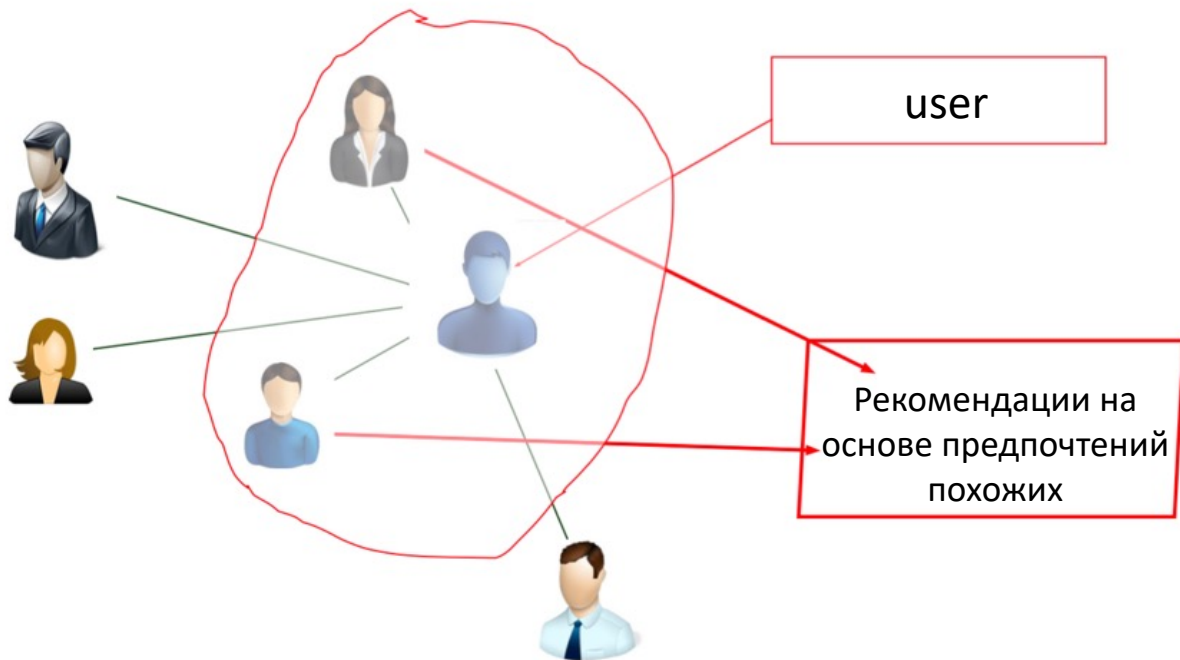 user
Рекомендации на
основе предпочтений
похожих